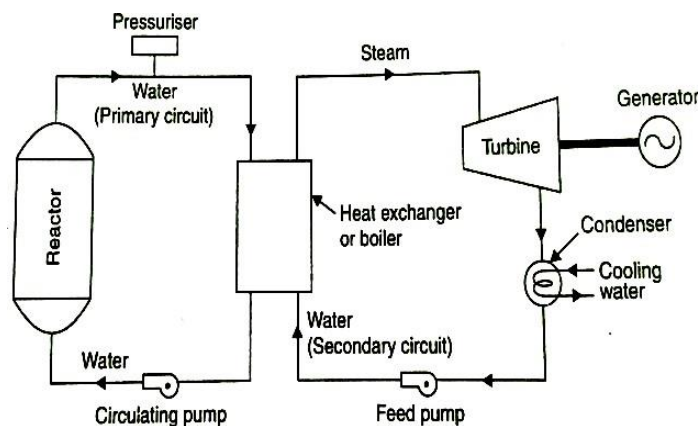 Pressuriser
Water
(Primary circuit)
Steam
Generator
Turbine
Reactor
Heat exchanger
or boiler
Condenser
Cooling
water
Water
(Secondary circuit)
Water
Circulating pump
Feed pump